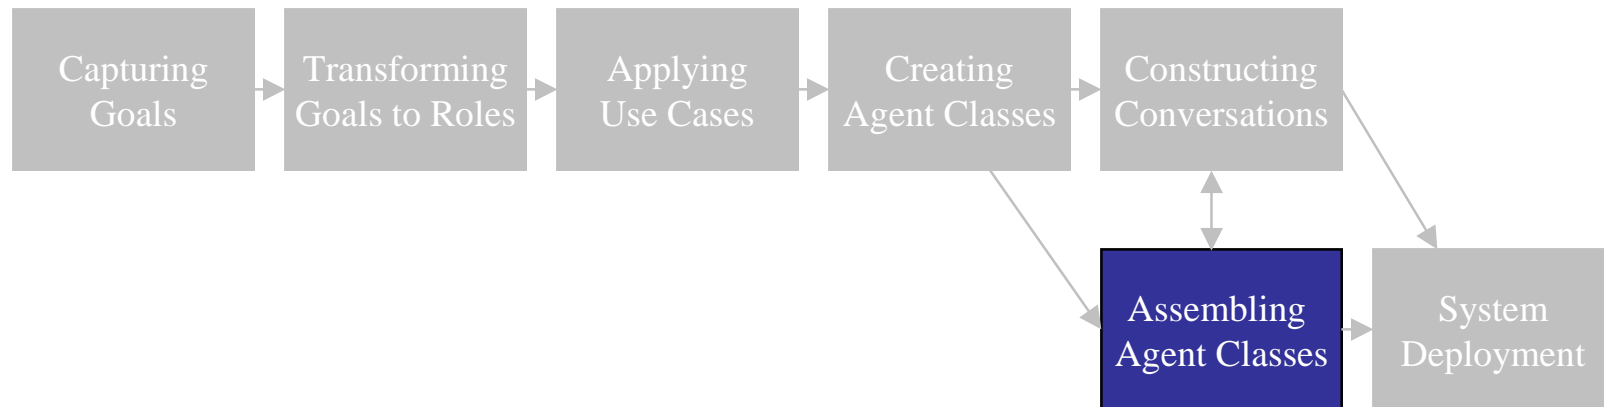 Capturing
Goals
Transforming
Goals to Roles
Applying
Use Cases
Creating
Agent Classes
Constructing
Conversations
Assembling
Agent Classes
System
Deployment